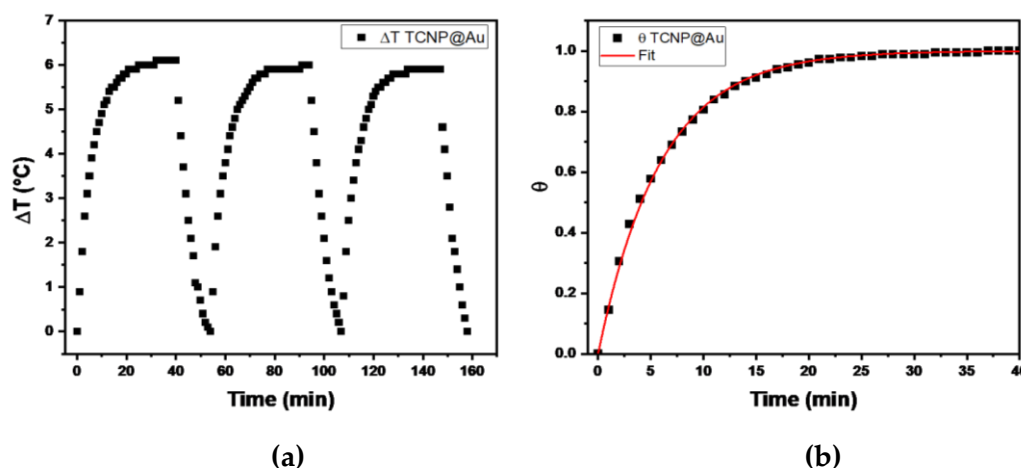 7
6
5
4
3
2
1
0
ΔT (°C)
ΔT TCNP@Au
0 20 40 60 80 100 120 140 160
Time (min)
(a)
1.0
0.8
0.6
0.4
0.2
0.0
θ
θ TCNP@Au
Fit
0 5 10 15 20 25 30 35 40
Time (min)
(b)